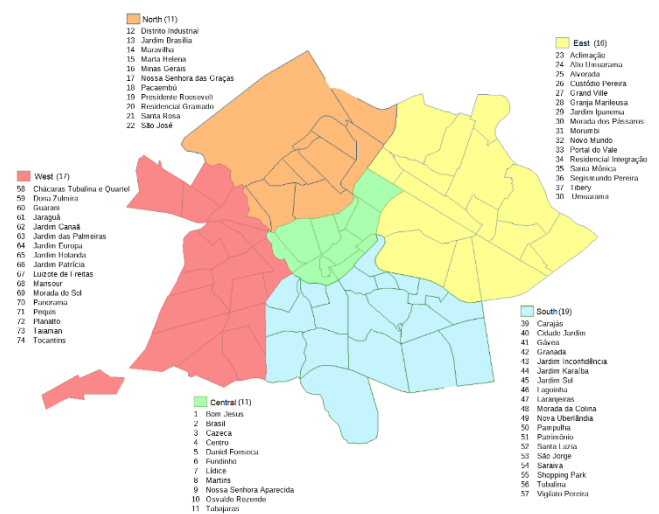 North (11)
12 Distrito Industrial
13 Jardim Brasília
14 Maravilha
15 Marta Helena
16 Minas Gerais
17 Nossa Senhora das Graças
18 Pacaembú
19 Presidente Roosevelt
20 Residencial Gramado
21 Santa Rosa
22 São José
East (16)
23 Aclimação
24 Alto Umuarama
25 Alvorada
26 Custódio Pereira
27 Grand Ville
28 Granja Marileusa
29 Jardim Ipanema
30 Morada dos Pássaros
31 Morumbi
32 Novo Mundo
33 Portal do Vale
34 Residencial Integração
35 Santa Mônica
36 Segismundo Pereira
37 Tibery
38 Umuarama
West (17)
58 Chácaras Tubalina e Quartel
59 Dona Zulmira
60 Guarani
61 Jaraguá
62 Jardim Canaã
63 Jardim das Palmeiras
64 Jardim Europa
65 Jardim Holanda
66 Jardim Patrícia
67 Luizote de Freitas
68 Mansour
69 Morada do Sol
70 Panorama
71 Pequis
72 Planalto
73 Taiaman
74 Tocantins
South (19)
39 Carajás
40 Cidade Jardim
41 Gávea
42 Granada
43 Jardim Inconfidência
44 Jardim Karaíba
45 Jardim Sul
46 Lagoinha
47 Laranjeiras
48 Morada da Colina
49 Nova Uberlândia
50 Pampulha
51 Patrimônio
52 Santa Luzia
53 São Jorge
54 Saraiva
55 Shopping Park
56 Tubalina
57 Vigilato Pereira
Central (11)
1 Bom Jesus
2 Brasil
3 Cazeca
4 Centro
5 Daniel Fonseca
6 Fundinho
7 Lídice
8 Martins
9 Nossa Senhora Aparecida
10 Osvaldo Rezende
11 Tabajaras